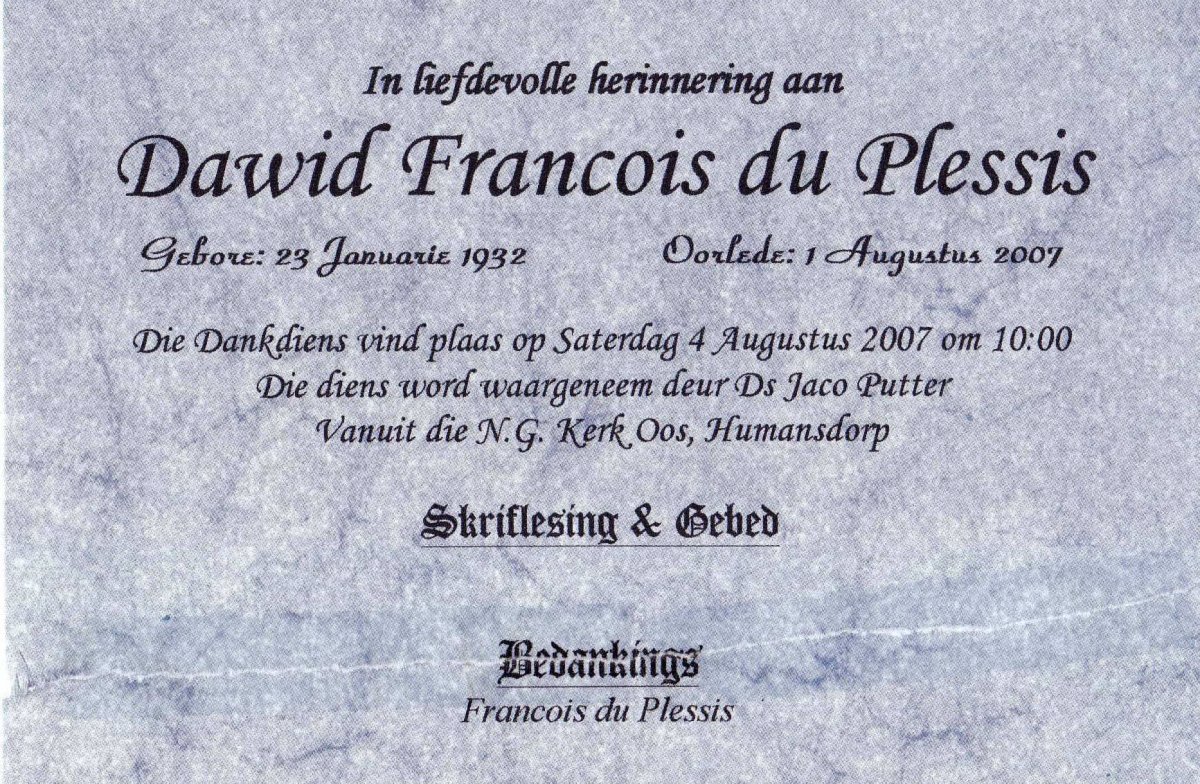 In liefdevolle herinnering aan
Dawid Francois du Plessis
Gebore: 23 Januarie 1932 Oorlede: 1 Augustus 2007
Die Dankdiens vind plaas op Saterdag 4 Augustus 2007 om 10:00
Die diens word waargeneem deur Ds Jaco Putter
Vanuit die N.G. Kerk Oos, Humansdorp
Skriflesing & Gebed
Bedankings
Francois du Plessis